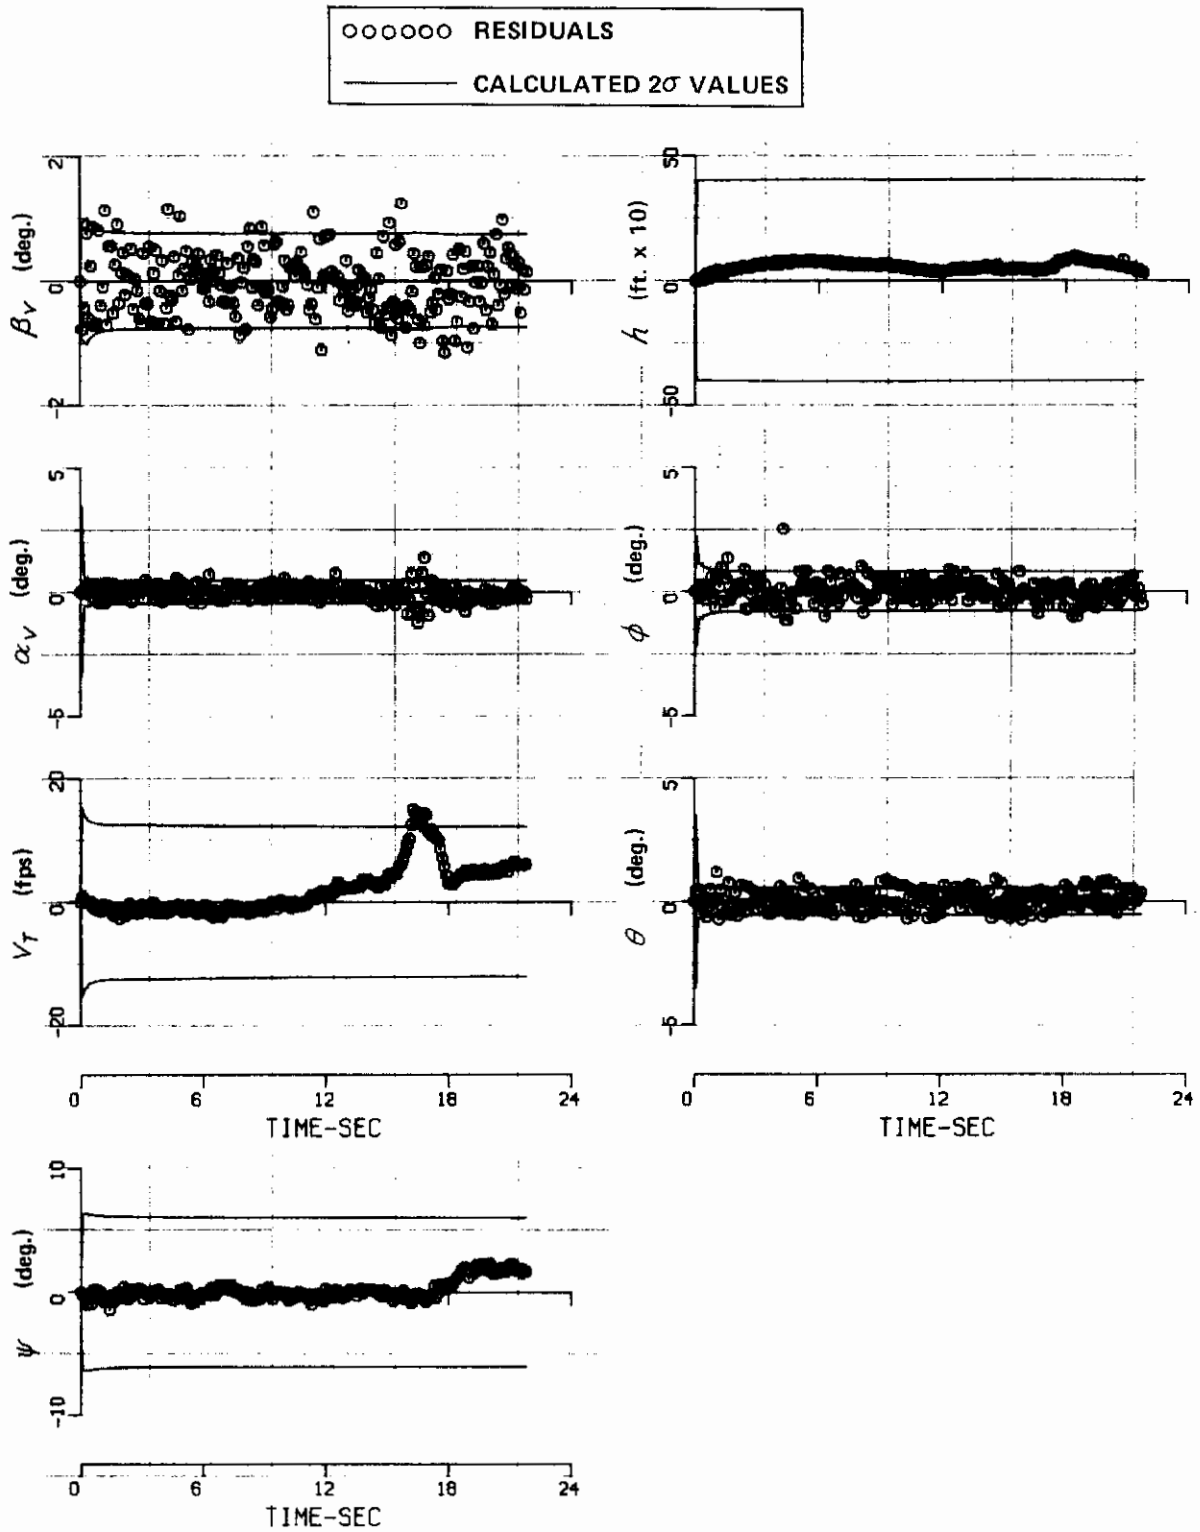 ○○○○○○ RESIDUALS
—— CALCULATED 2σ VALUES
2
0
-2
β_V (deg.)
50
0
-50
h (ft. x 10)
5
0
-5
α_V (deg.)
5
0
-5
ϕ (deg.)
20
0
-20
V_T (fps)
5
0
-5
θ (deg.)
0 6 12 18 24
TIME-SEC
0 6 12 18 24
TIME-SEC
10
0
-10
ψ (deg.)
0 6 12 18 24
TIME-SEC